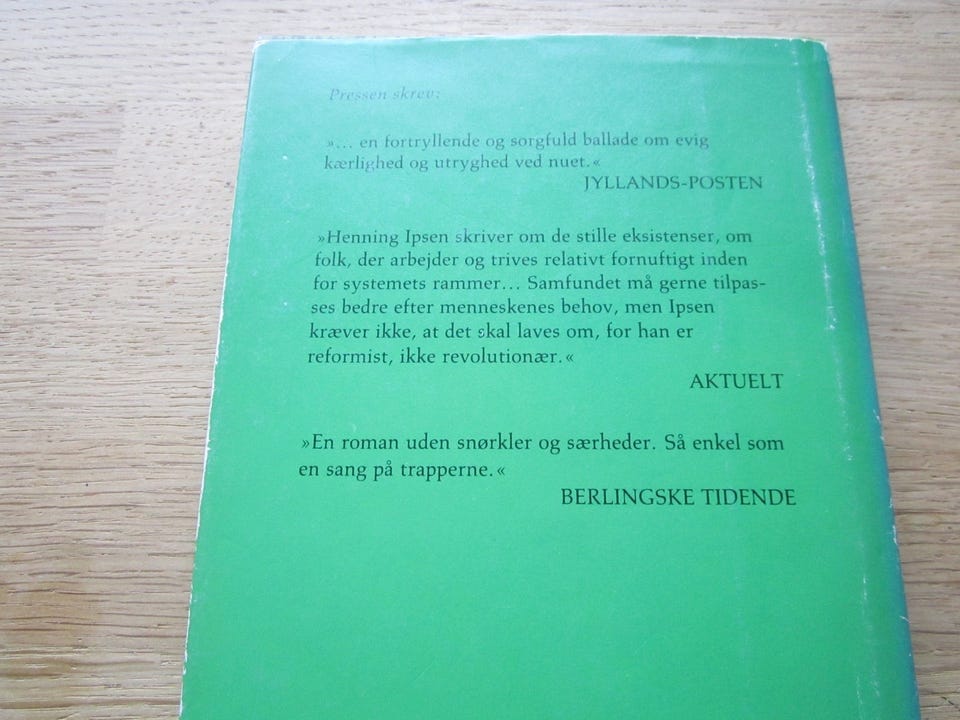 Pressen skrev:
»... en fortryllende og sorgfuld ballade om evig
kærlighed og utryghed ved nuet.«
JYLLANDS-POSTEN
»Henning Ipsen skriver om de stille eksistenser, om
folk, der arbejder og trives relativt fornuftigt inden
for systemets rammer... Samfundet må gerne tilpas-
ses bedre efter menneskenes behov, men Ipsen
kræver ikke, at det skal laves om, for han er
reformist, ikke revolutionær.«
AKTUELT
»En roman uden snørkler og særheder. Så enkel som
en sang på trapperne.«
BERLINGSKE TIDENDE